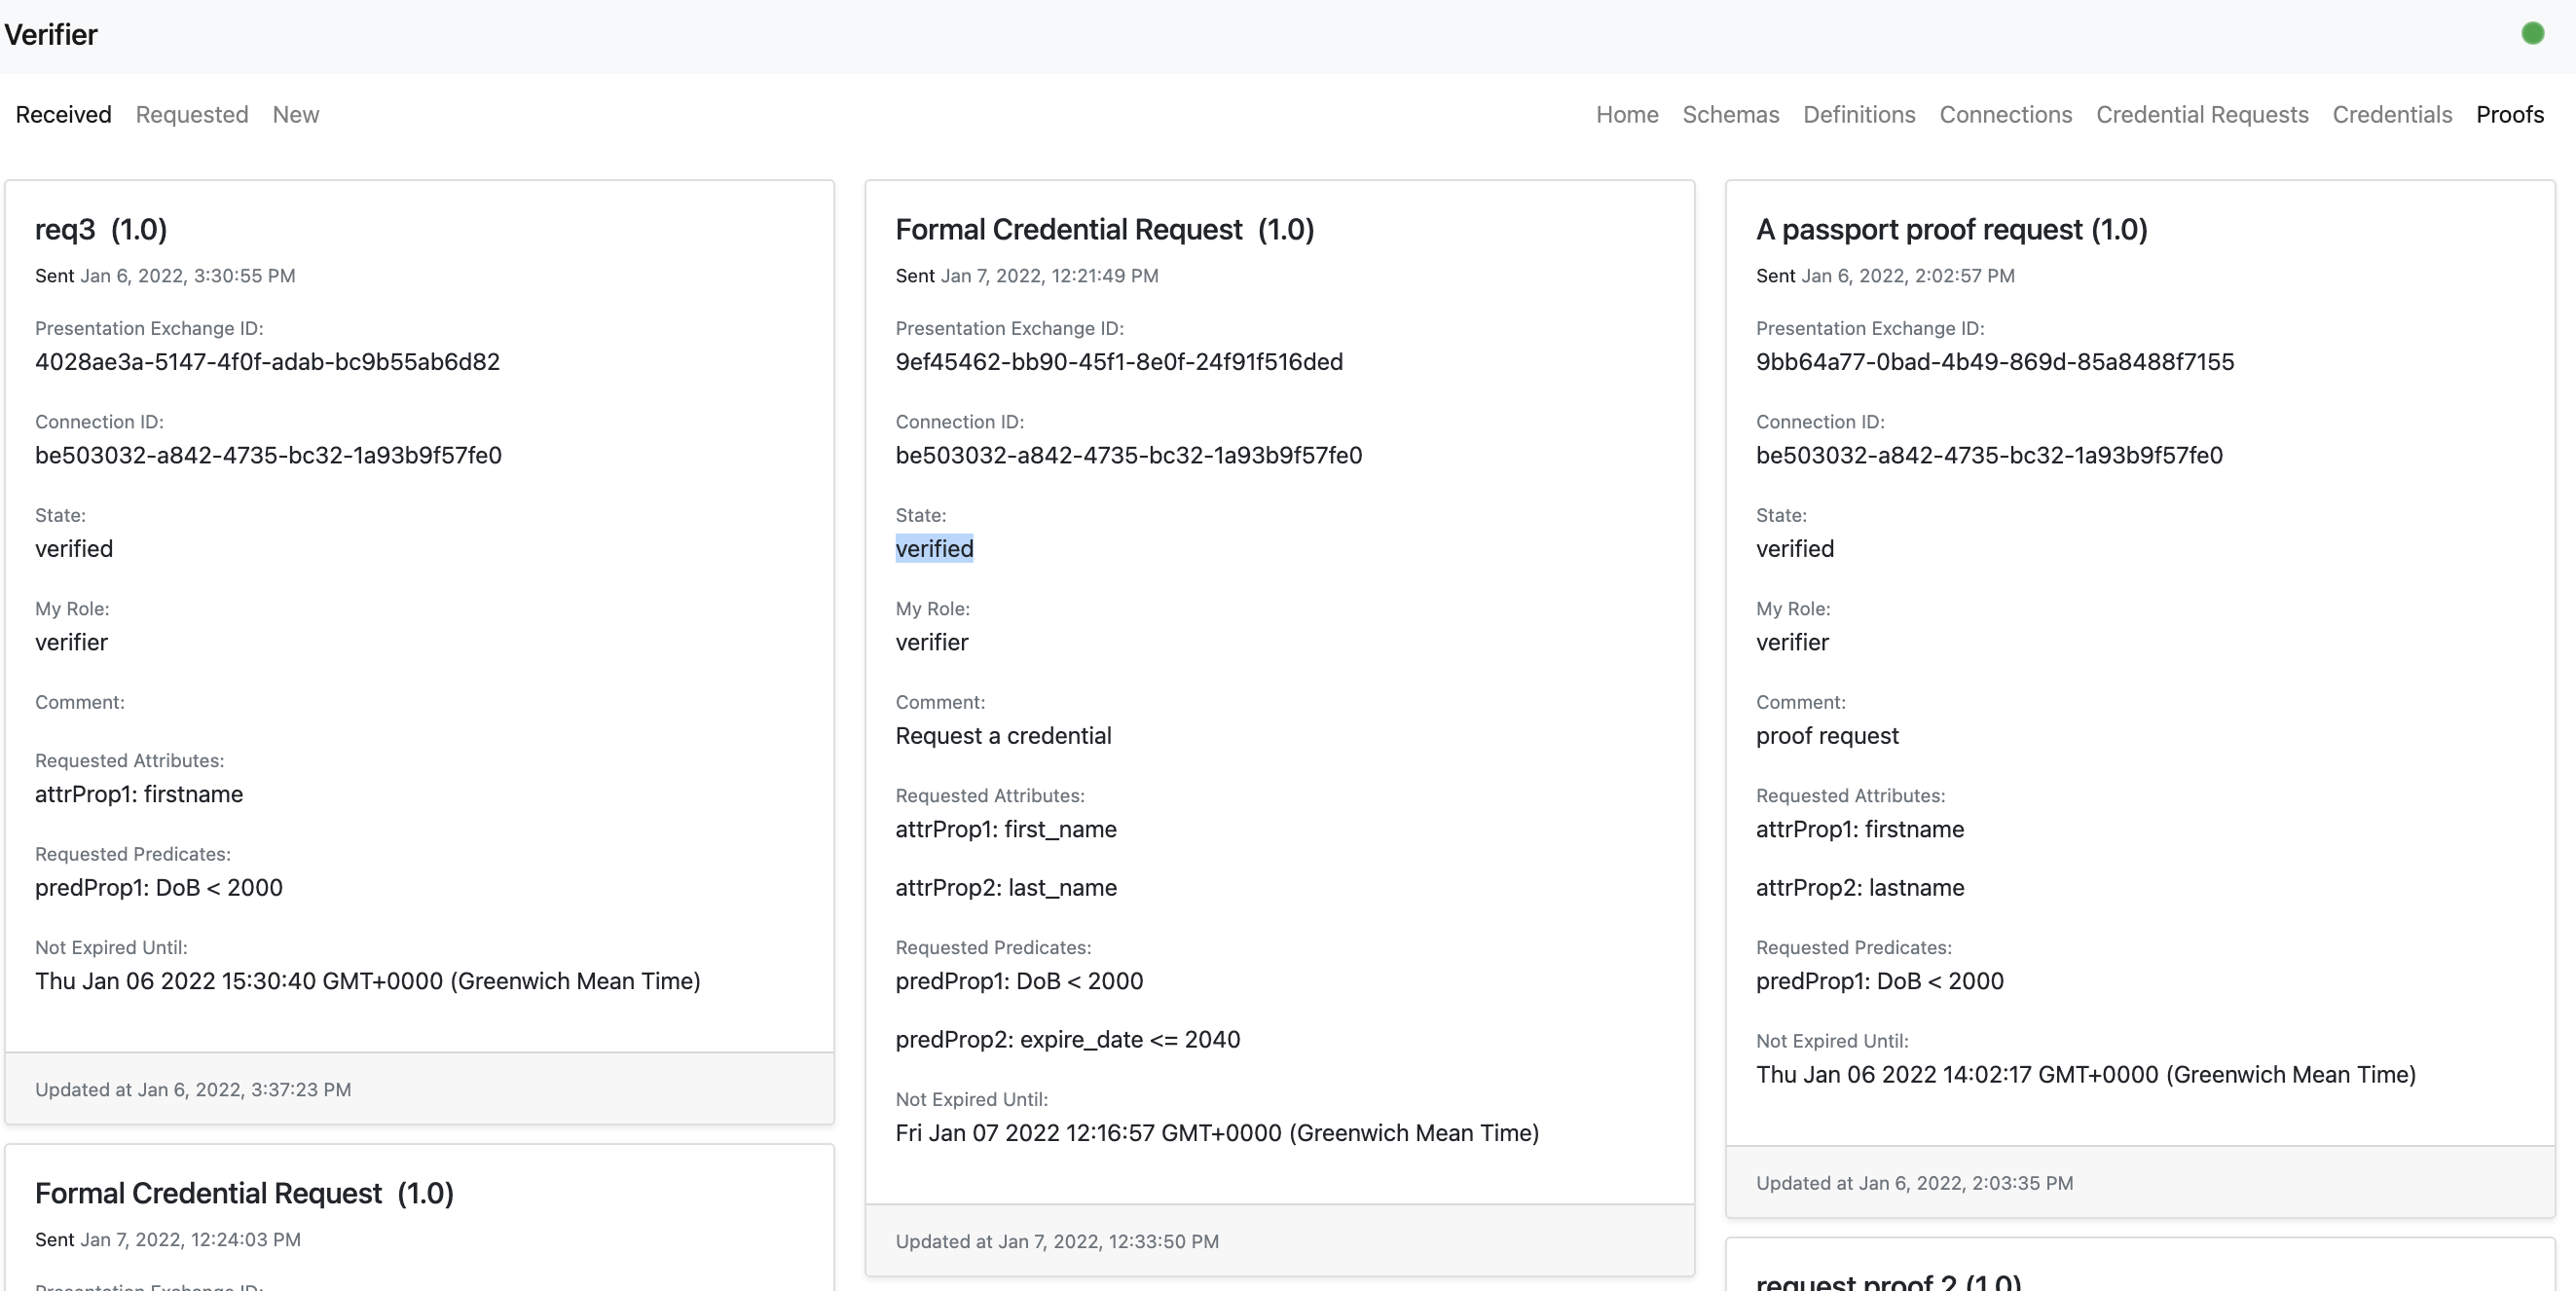 Verifier
Received Requested New
Home Schemas Definitions Connections Credential Requests Credentials Proofs
req3 (1.0)
Sent Jan 6, 2022, 3:30:55 PM
Presentation Exchange ID:
4028ae3a-5147-4f0f-adab-bc9b55ab6d82
Connection ID:
be503032-a842-4735-bc32-1a93b9f57fe0
State:
verified
My Role:
verifier
Comment:
Requested Attributes:
attrProp1: firstname
Requested Predicates:
predProp1: DoB < 2000
Not Expired Until:
Thu Jan 06 2022 15:30:40 GMT+0000 (Greenwich Mean Time)
Updated at Jan 6, 2022, 3:37:23 PM
Formal Credential Request (1.0)
Sent Jan 7, 2022, 12:24:03 PM
Presentation Exchange ID:
Formal Credential Request (1.0)
Sent Jan 7, 2022, 12:21:49 PM
Presentation Exchange ID:
9ef45462-bb90-45f1-8e0f-24f91f516ded
Connection ID:
be503032-a842-4735-bc32-1a93b9f57fe0
State:
verified
My Role:
verifier
Comment:
Request a credential
Requested Attributes:
attrProp1: first_name
attrProp2: last_name
Requested Predicates:
predProp1: DoB < 2000
predProp2: expire_date <= 2040
Not Expired Until:
Fri Jan 07 2022 12:16:57 GMT+0000 (Greenwich Mean Time)
Updated at Jan 7, 2022, 12:33:50 PM
A passport proof request (1.0)
Sent Jan 6, 2022, 2:02:57 PM
Presentation Exchange ID:
9bb64a77-0bad-4b49-869d-85a8488f7155
Connection ID:
be503032-a842-4735-bc32-1a93b9f57fe0
State:
verified
My Role:
verifier
Comment:
proof request
Requested Attributes:
attrProp1: firstname
attrProp2: lastname
Requested Predicates:
predProp1: DoB < 2000
Not Expired Until:
Thu Jan 06 2022 14:02:17 GMT+0000 (Greenwich Mean Time)
Updated at Jan 6, 2022, 2:03:35 PM
request proof 2 (1.0)